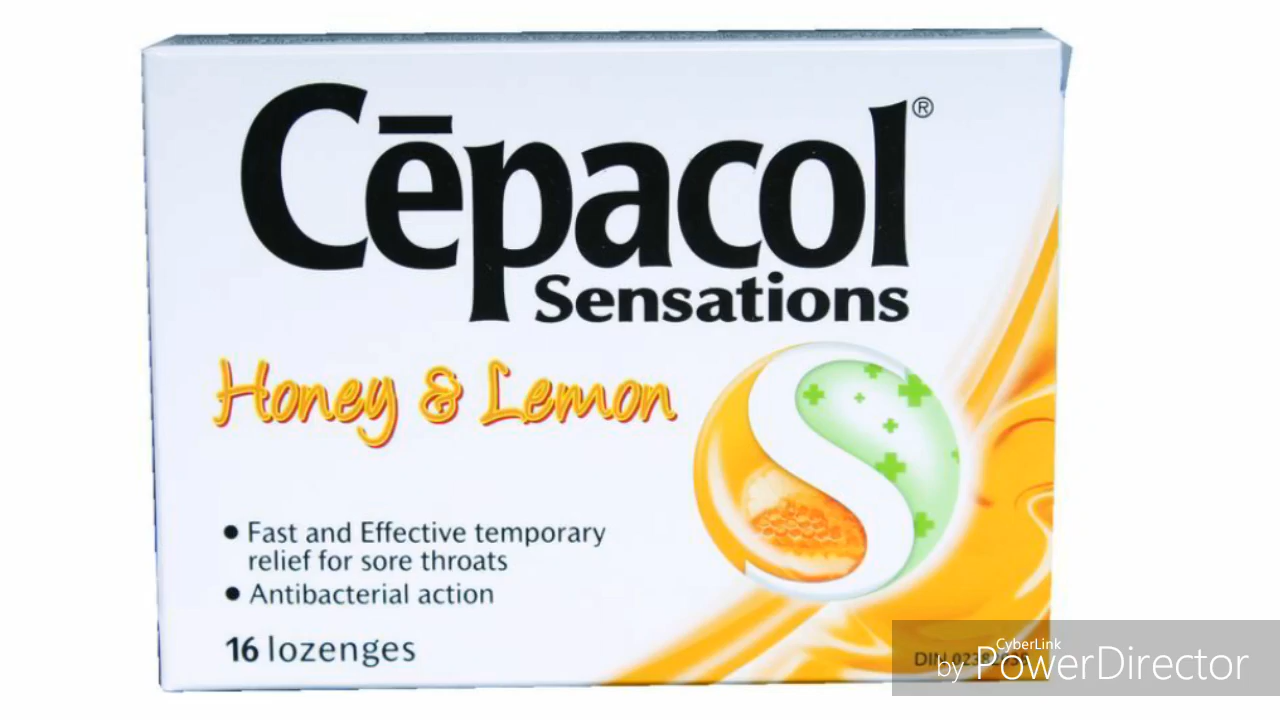 Cēpacol®
Sensations
Honey & Lemon
● Fast and Effective temporary
relief for sore throats
● Antibacterial action
16 lozenges
DIN
CyberLink
by PowerDirector